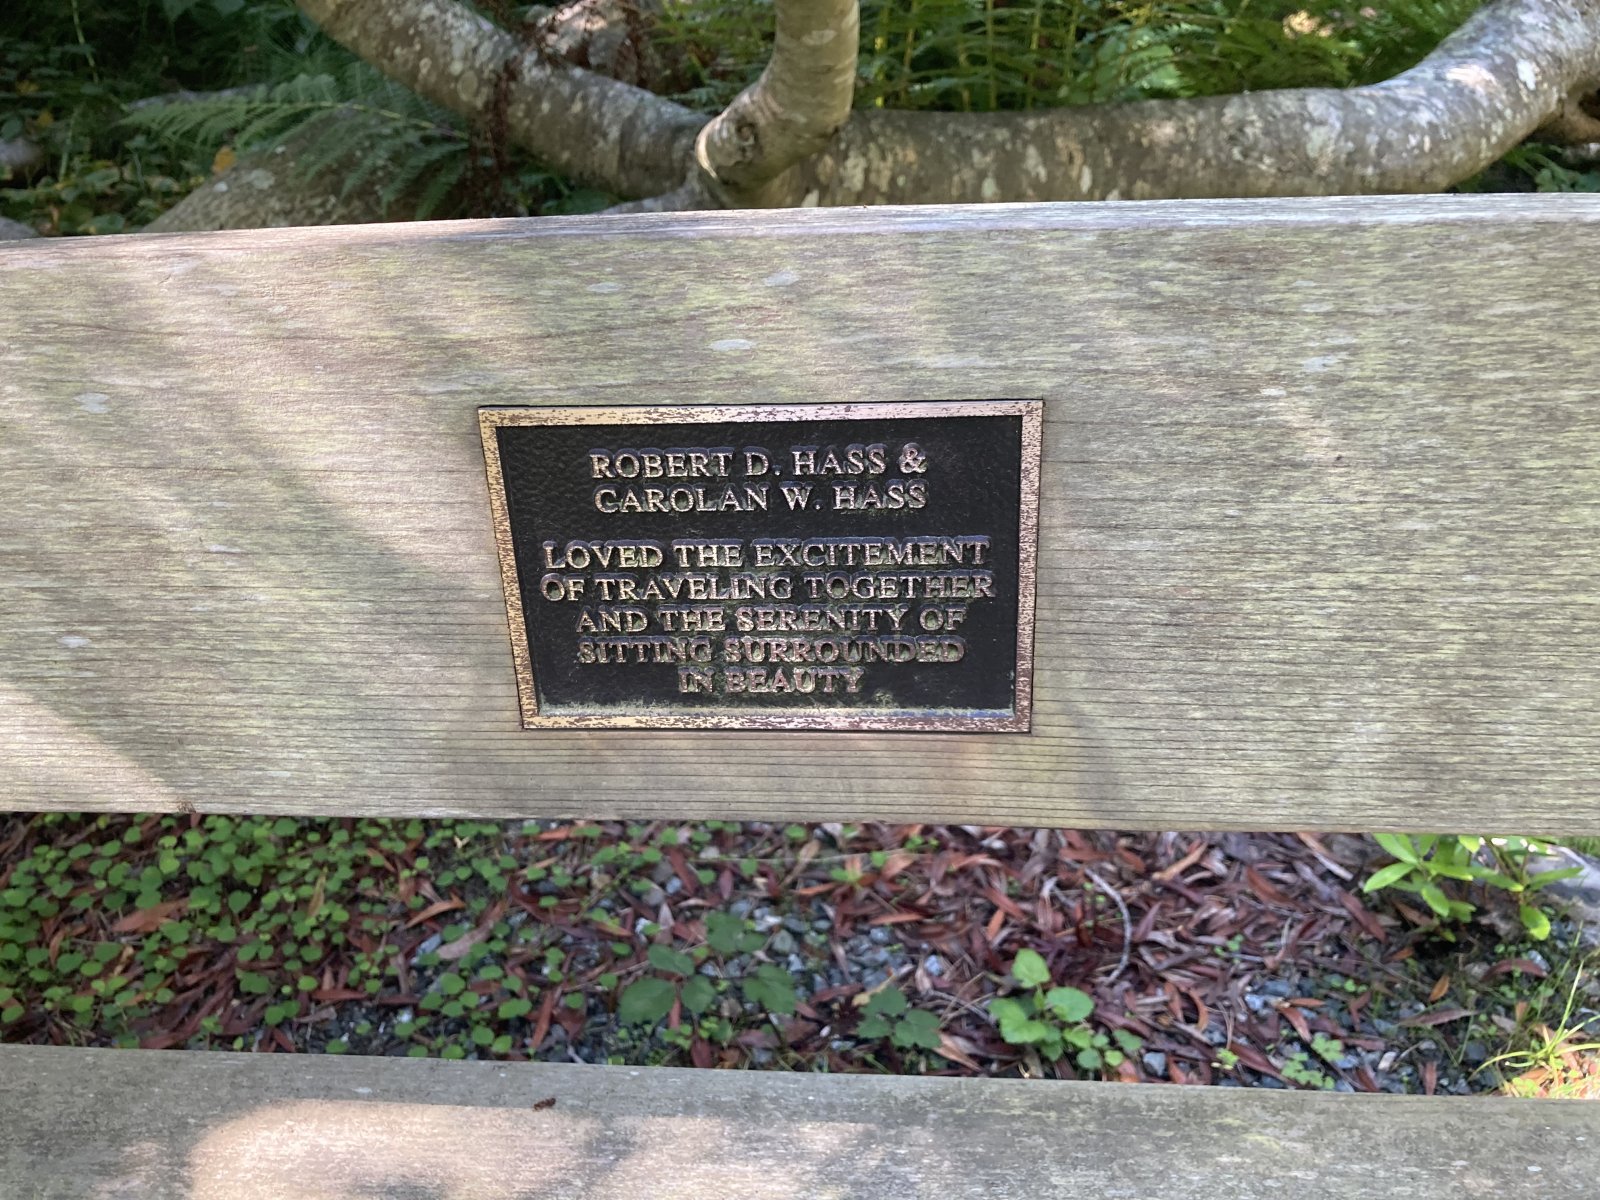 ROBERT D. HASS &
CAROLAN W. HASS
LOVED THE EXCITEMENT
OF TRAVELING TOGETHER
AND THE SERENITY OF
SITTING SURROUNDED
IN BEAUTY